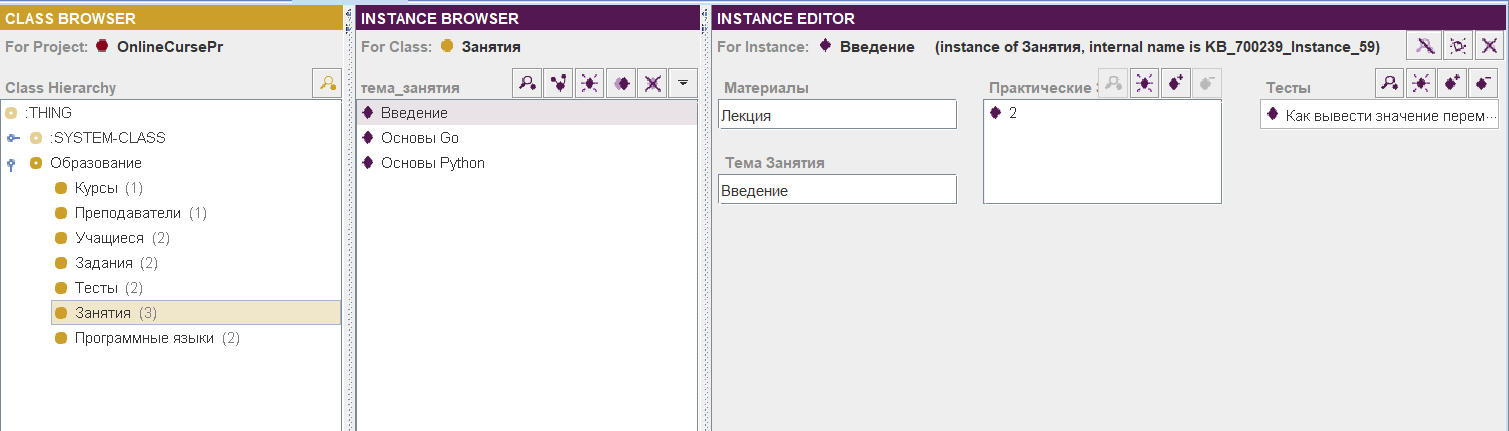 CLASS BROWSER
For Project: OnlineCursePr
Class Hierarchy
:THING
:SYSTEM-CLASS
Образование
Курсы (1)
Преподаватели (1)
Учащиеся (2)
Задания (2)
Тесты (2)
Занятия (3)
Программные языки (2)
INSTANCE BROWSER
For Class: Занятия
тема_занятия
Введение
Основы Go
Основы Python
INSTANCE EDITOR
For Instance: Введение (instance of Занятия, internal name is KB_700239_Instance_59)
Материалы
Лекция
Тема Занятия
Введение
Практические
2
Тесты
Как вывести значение перем...